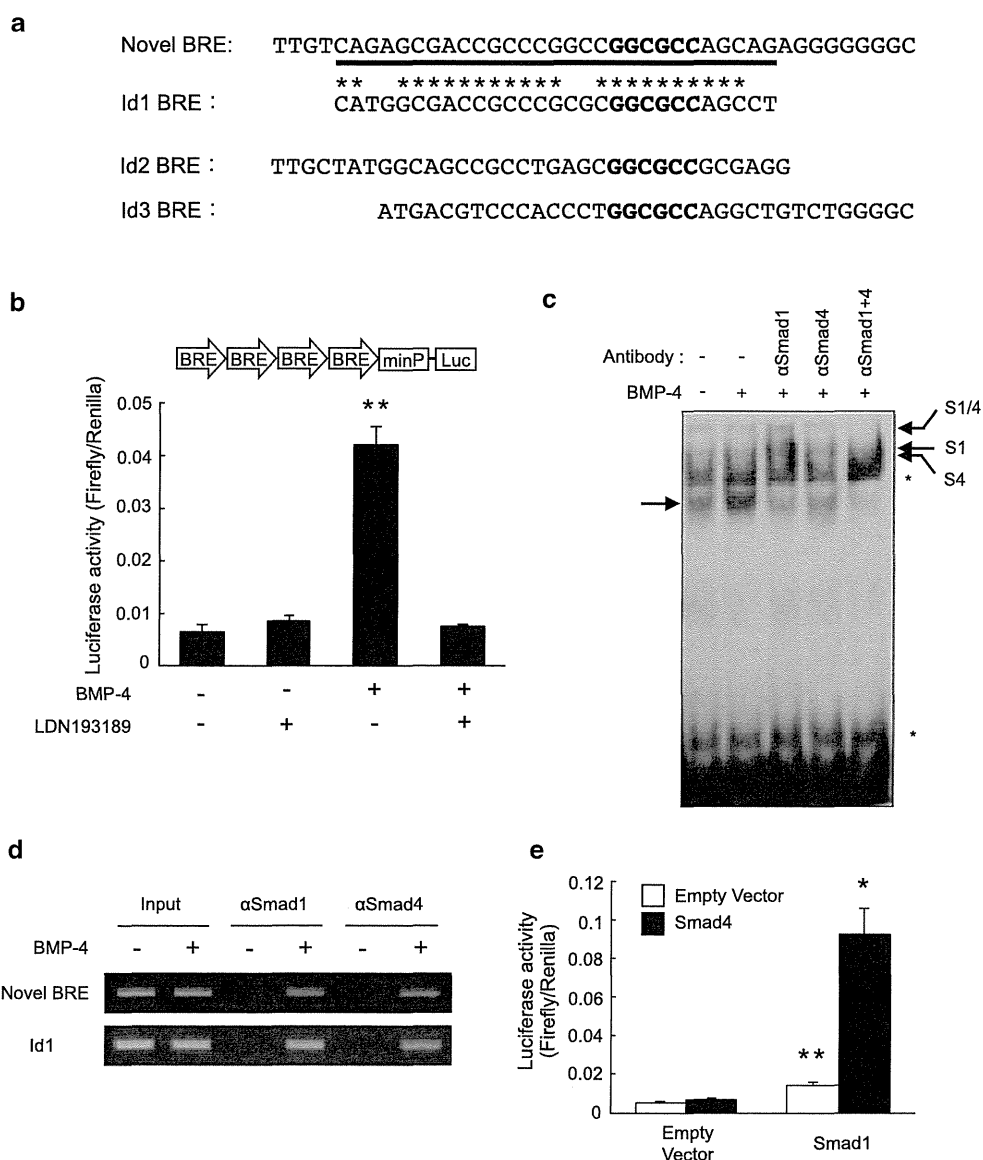 a
Novel BRE: TTGTCAGAGCGACCGCCCGGCCGGCGCCAGCAGAGGGGGGGC
** *********** **********
Id1 BRE : CATGGCGACCGCCCGCGCGGCGCCAGCCT
Id2 BRE : TTGCTATGGCAGCCGCCTGAGCGGCGCCGCGAGG
Id3 BRE : ATGACGTCCCACCCTGGCGCCAGGCTGTCTGGGGC
b
BRE BRE BRE BRE minP Luc
Luciferase activity (Firefly/Renilla)
0.05
0.04
0.03
0.02
0.01
0
**
BMP-4 - - + +
LDN193189 - + - +
c
Antibody : - - αSmad1 αSmad4 αSmad1+4
BMP-4 - + + + +
S1/4
S1
S4
*
*
d
Input αSmad1 αSmad4
BMP-4 - + - + - +
Novel BRE
Id1
e
Luciferase activity
(Firefly/Renilla)
0.12
0.1
0.08
0.06
0.04
0.02
0
Empty Vector
Smad4
**
*
Empty
Vector
Smad1